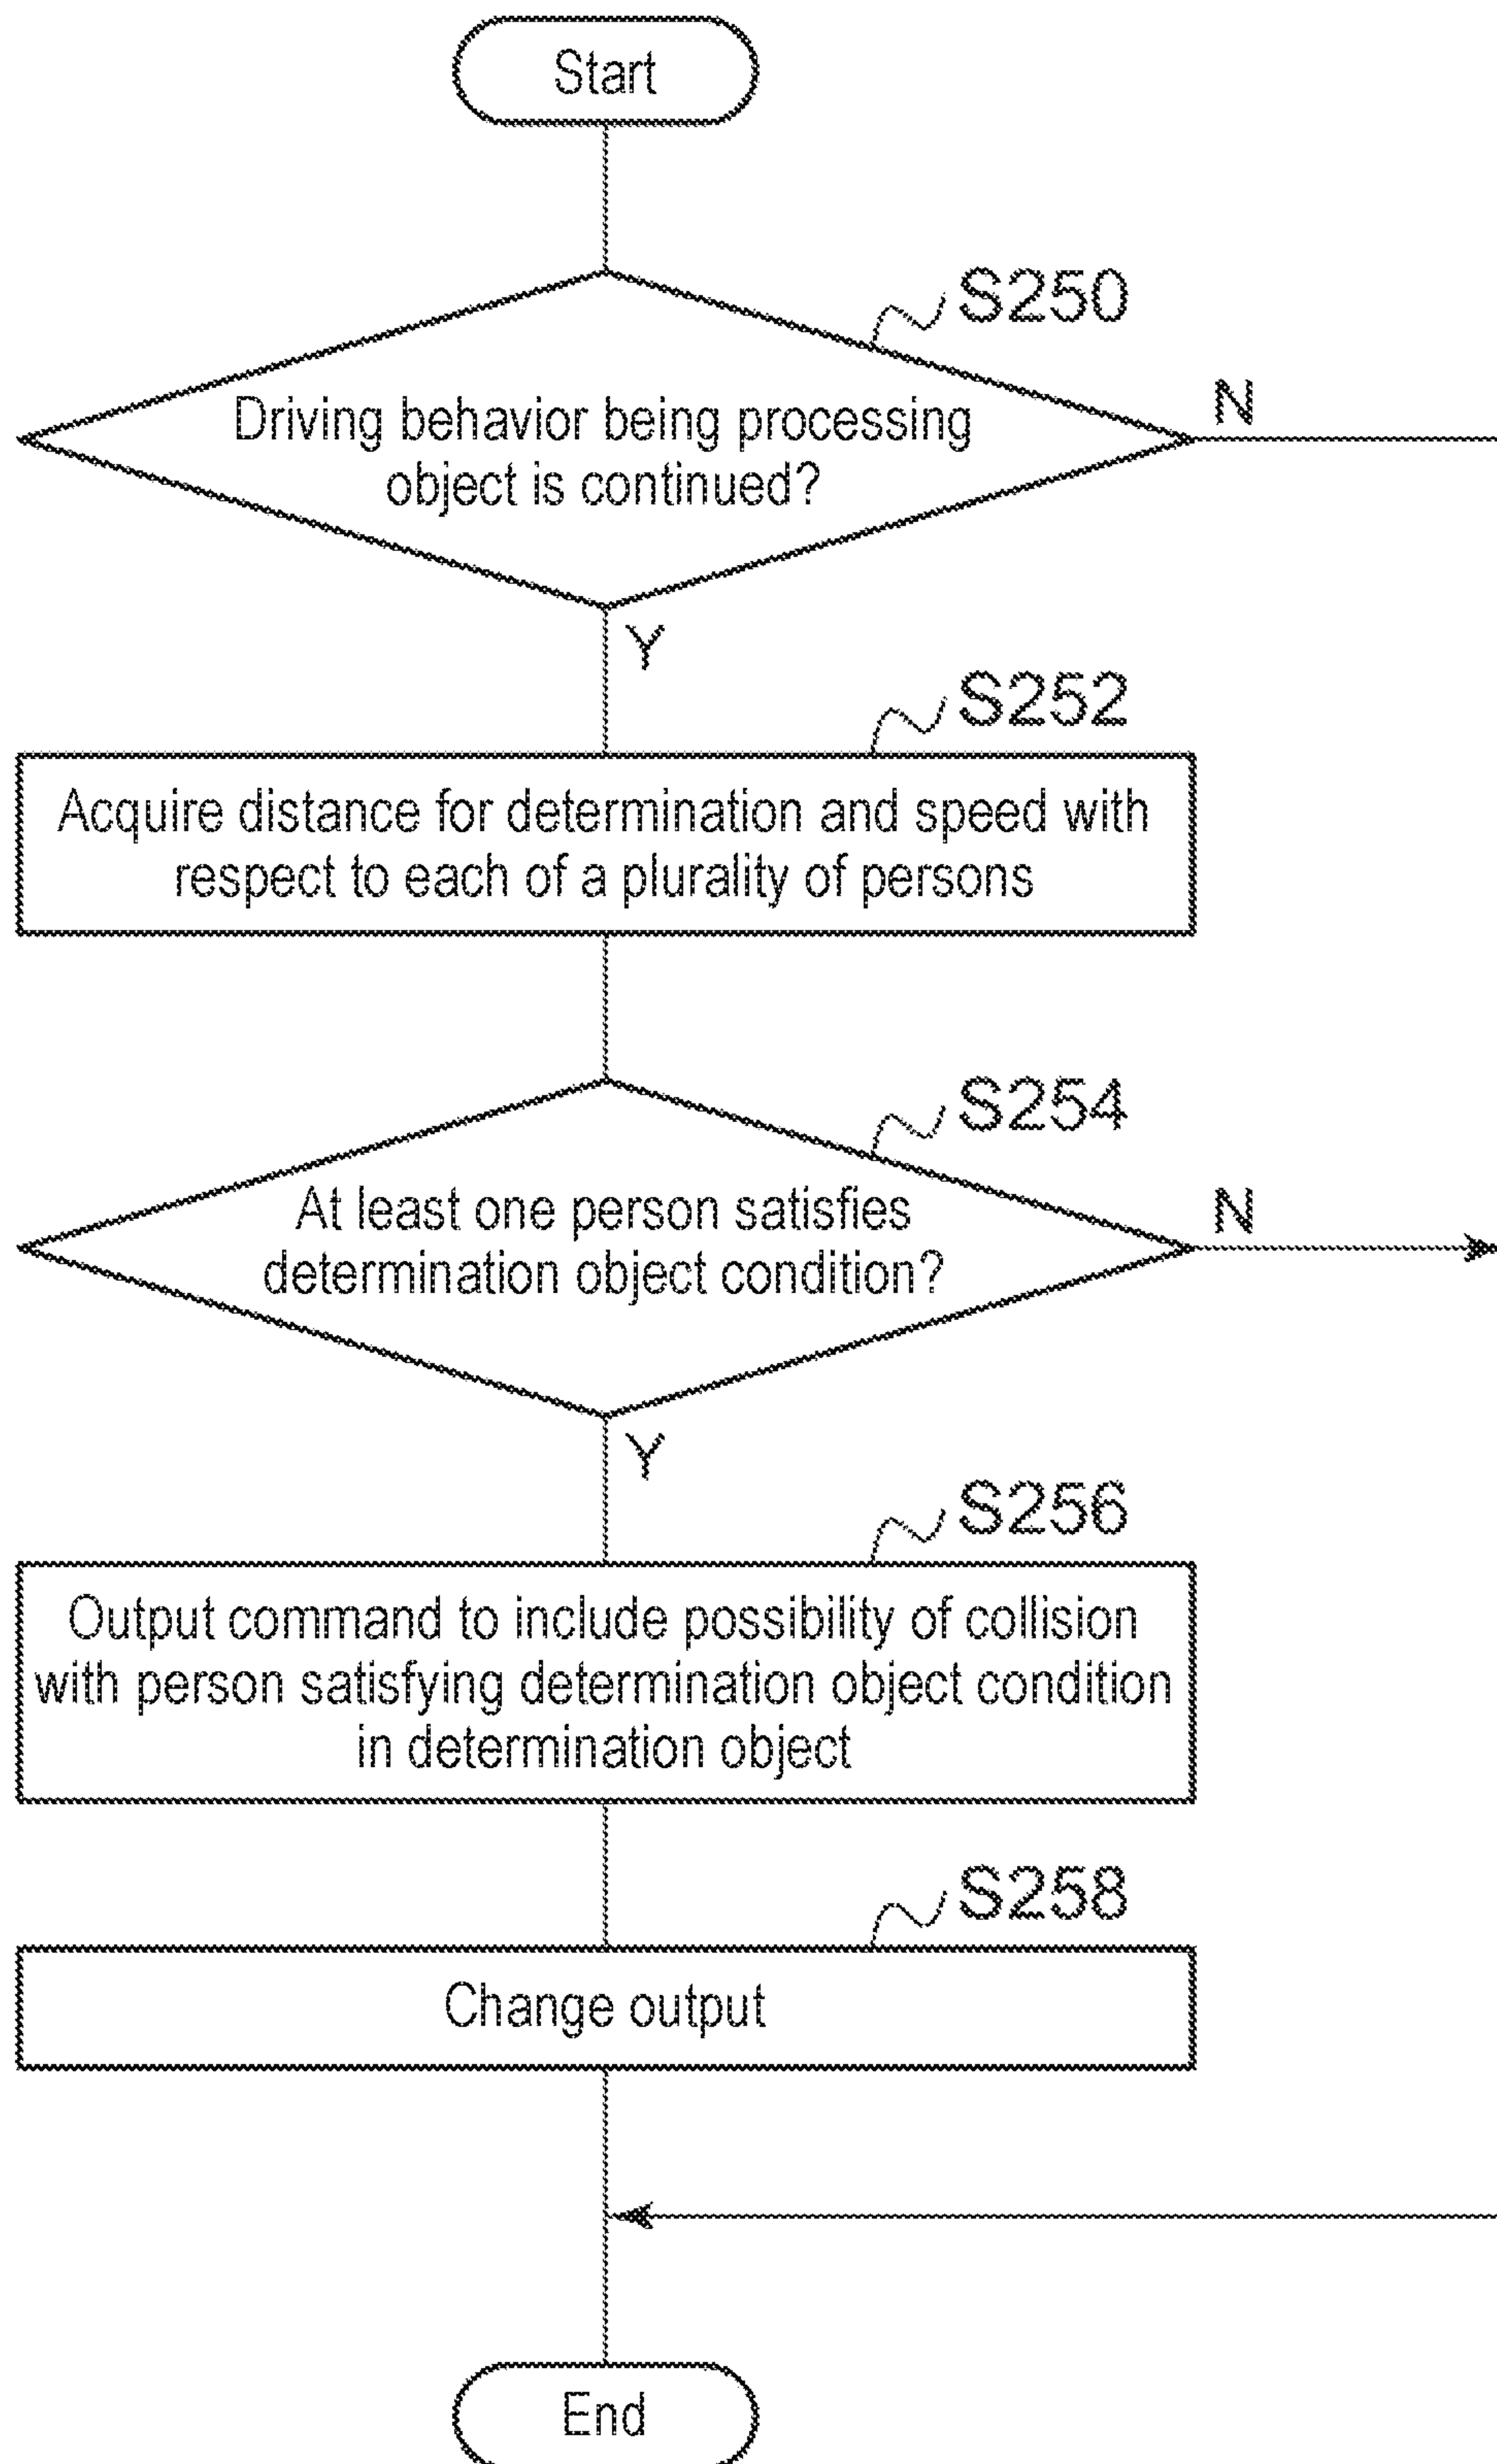 Start
S250
Driving behavior being processing
object is continued?
N
Y
S252
Acquire distance for determination and speed with
respect to each of a plurality of persons
S254
At least one person satisfies
determination object condition?
N
Y
S256
Output command to include possibility of collision
with person satisfying determination object condition
in determination object
S258
Change output
End